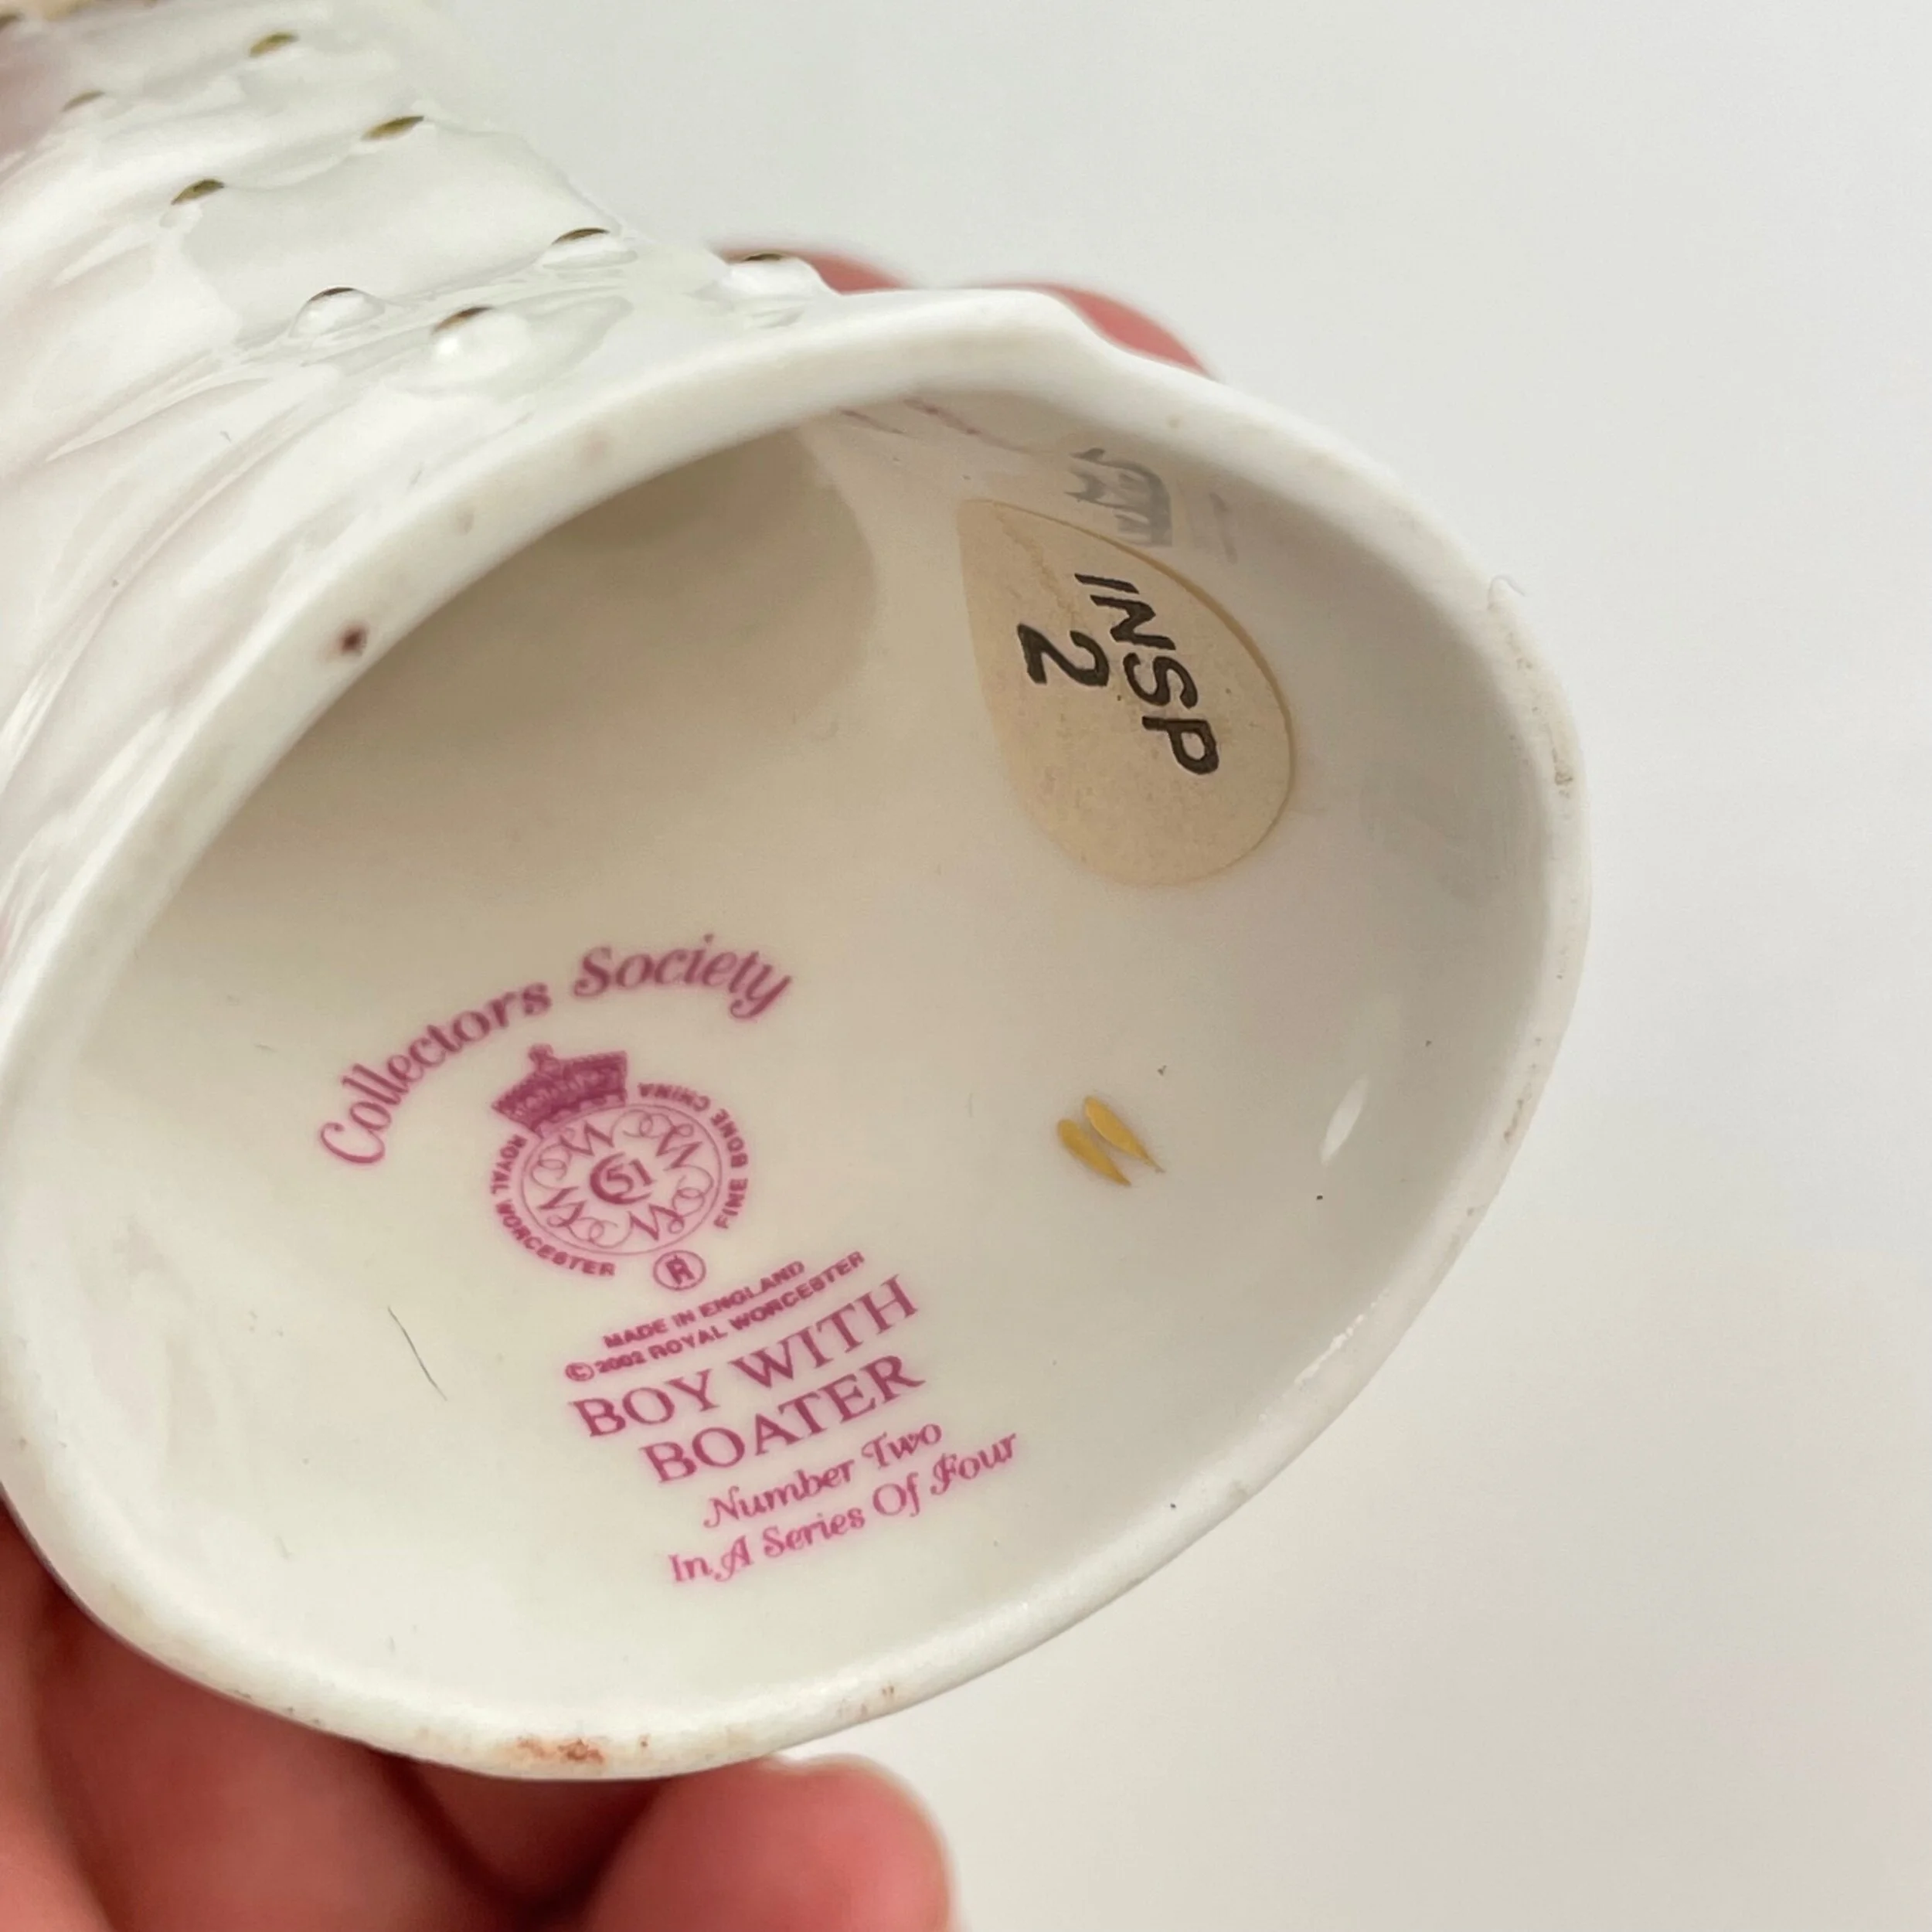 INSP
2
Collectors Society
ROYAL WORCESTER
FINE BONE CHINA
51
R
MADE IN ENGLAND
© 2002 ROYAL WORCESTER
BOY WITH
BOATER
Number Two
In A Series Of Four